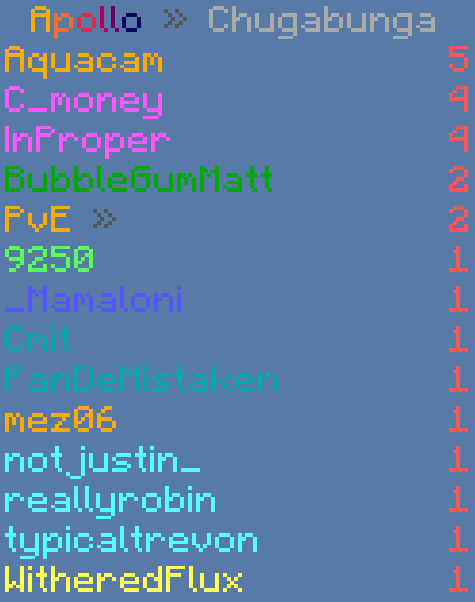 Apollo » Chugabunga
Aquacam 5
C_money 4
InProper 4
BubbleGumMatt 2
PvE » 2
9250 1
_Mamaloni 1
Cmit 1
FanDeMistaken 1
mez06 1
not_justin_ 1
reallyrobin 1
typicaltrevon 1
WitheredFlux 1